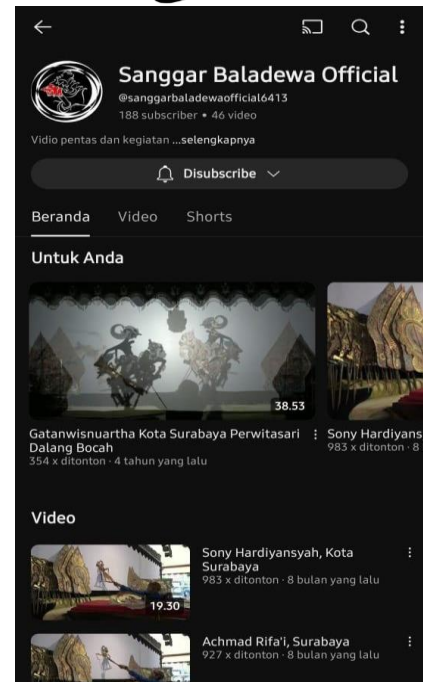 Sanggar Baladewa Official
@sanggarbaladewaofficial6413
188 subscriber • 46 video
Vidio pentas dan kegiatan ...selengkapnya
Disubscribe
Beranda Video Shorts
Untuk Anda
38.53
Gatanwisnuartha Kota Surabaya Perwitasari
Dalang Bocah
354 x ditonton · 4 tahun yang lalu
Sony Hardiyans
983 x ditonton · 8
Video
19.30
Sony Hardiyansyah, Kota
Surabaya
983 x ditonton · 8 bulan yang lalu
Achmad Rifa'i, Surabaya
927 x ditonton · 8 bulan yang lalu